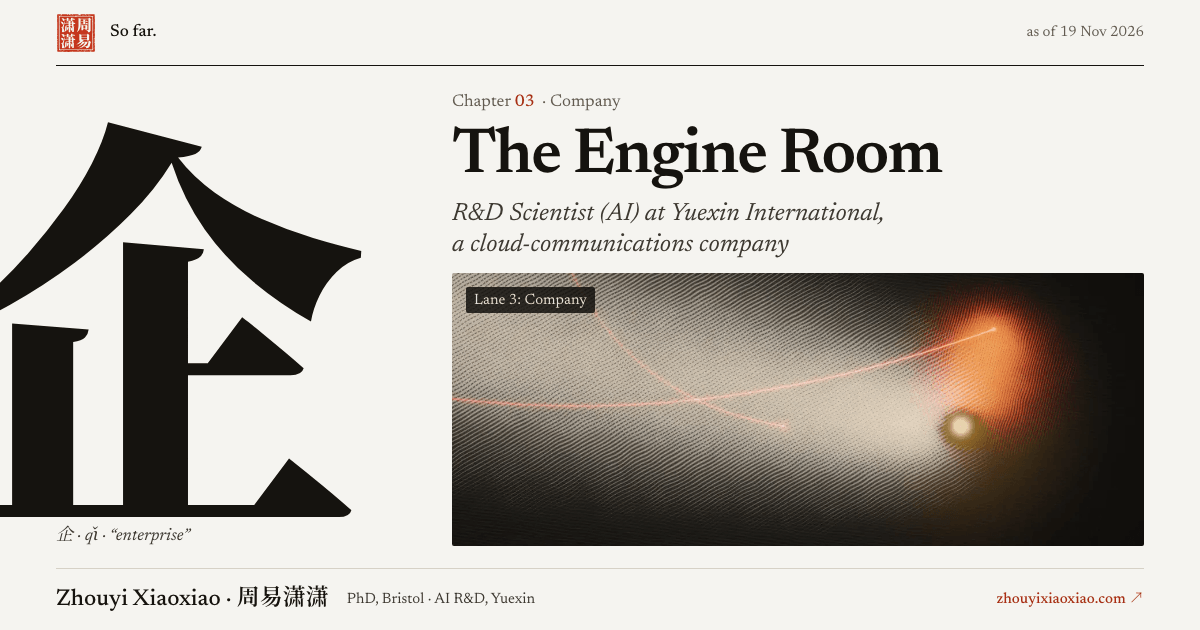 周易潇潇
So far.
as of 19 Nov 2026
Chapter 03 · Company
The Engine Room
R&D Scientist (AI) at Yuexin International,
a cloud-communications company
Lane 3: Company
企
企 · qǐ · “enterprise”
Zhouyi Xiaoxiao · 周易潇潇
PhD, Bristol · AI R&D, Yuexin
zhouyixiaoxiao.com ↗